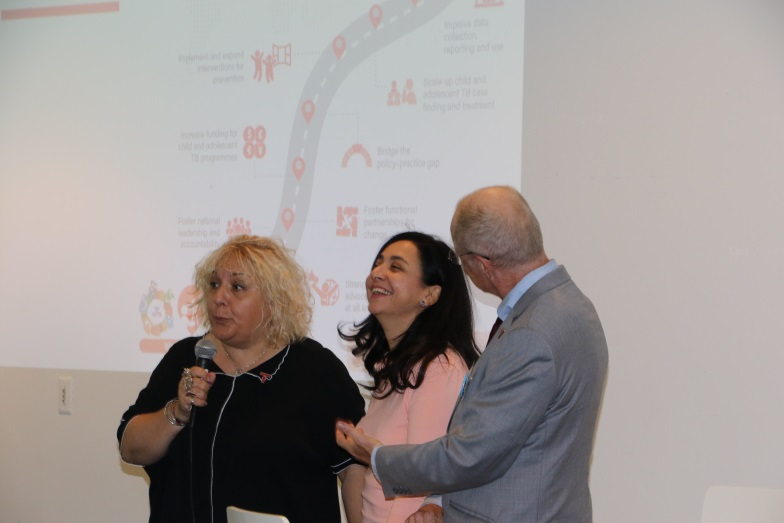 Implement and expand
interventions for
prevention
Increase funding for
child and adolescent
TB programmes
Foster national
leadership and
accountability
Improve data
collection,
reporting and use
Scale-up child and
adolescent TB case
finding and treatment
Bridge the
policy-practice gap
Foster functional
partnerships for
change